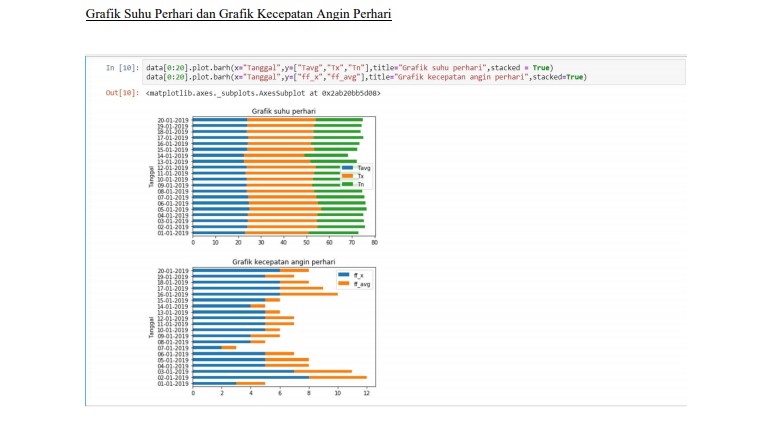 Grafik Suhu Perhari dan Grafik Kecepatan Angin Perhari
In [10]: data[0:20].plot.barh(x="Tanggal",y=["Tavg","Tx","Tn"],title="Grafik suhu perhari",stacked = True)
data[0:20].plot.barh(x="Tanggal",y=["ff_x","ff_avg"],title="Grafik kecepatan angin perhari",stacked=True)
Out[10]: <matplotlib.axes._subplots.AxesSubplot at 0x2ab20bb5d08>
Grafik suhu perhari
Tanggal
20-01-2019
19-01-2019
18-01-2019
17-01-2019
16-01-2019
15-01-2019
14-01-2019
13-01-2019
12-01-2019
11-01-2019
10-01-2019
09-01-2019
08-01-2019
07-01-2019
06-01-2019
05-01-2019
04-01-2019
03-01-2019
02-01-2019
01-01-2019
Tavg
Tx
Tn
0 10 20 30 40 50 60 70 80
Grafik kecepatan angin perhari
Tanggal
20-01-2019
19-01-2019
18-01-2019
17-01-2019
16-01-2019
15-01-2019
14-01-2019
13-01-2019
12-01-2019
11-01-2019
10-01-2019
09-01-2019
08-01-2019
07-01-2019
06-01-2019
05-01-2019
04-01-2019
03-01-2019
02-01-2019
01-01-2019
ff_x
ff_avg
0 2 4 6 8 10 12